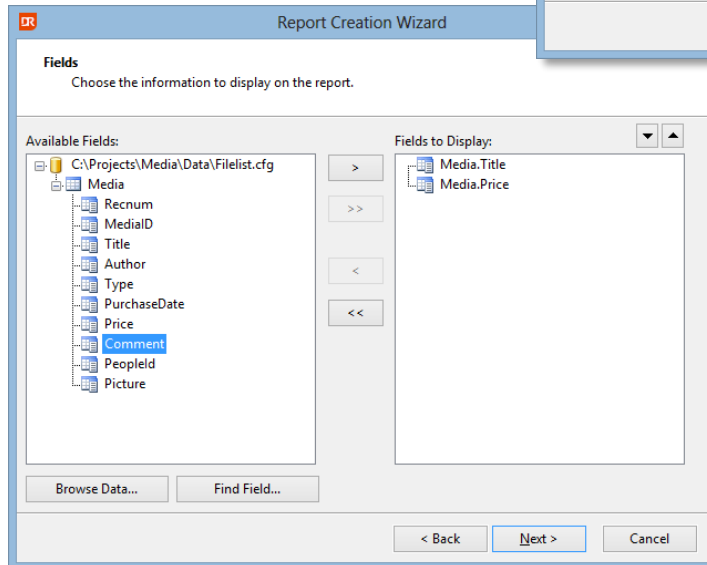 DR
Report Creation Wizard
Fields
Choose the information to display on the report.
Available Fields:
Fields to Display:
C:\Projects\Media\Data\Filelist.cfg
Media
Recnum
MediaID
Title
Author
Type
PurchaseDate
Price
Comment
PeopleId
Picture
>
>>
<
<<
Media.Title
Media.Price
Browse Data...
Find Field...
< Back
Next >
Cancel